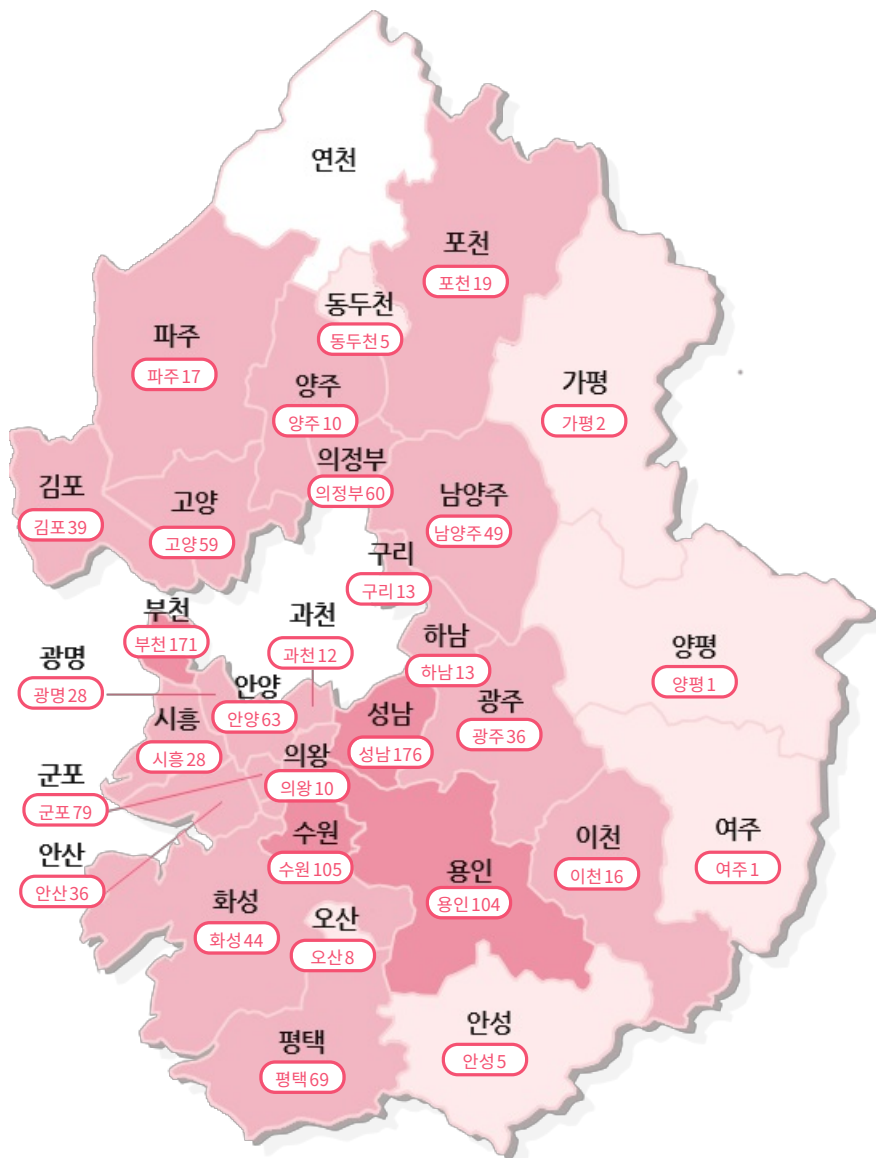 연천
포천
포천19
동두천
동두천5
파주
파주17
양주
양주10
가평
가평2
의정부
의정부60
김포
김포39
고양
고양59
남양주
남양주49
구리
구리13
부천
부천171
과천
과천12
하남
하남13
양평
양평1
광명
광명28
안양
안양63
시흥
시흥28
성남
성남176
광주
광주36
의왕
의왕10
군포
군포79
수원
수원105
이천
이천16
여주
여주1
안산
안산36
용인
용인104
화성
화성44
오산
오산8
안성
안성5
평택
평택69